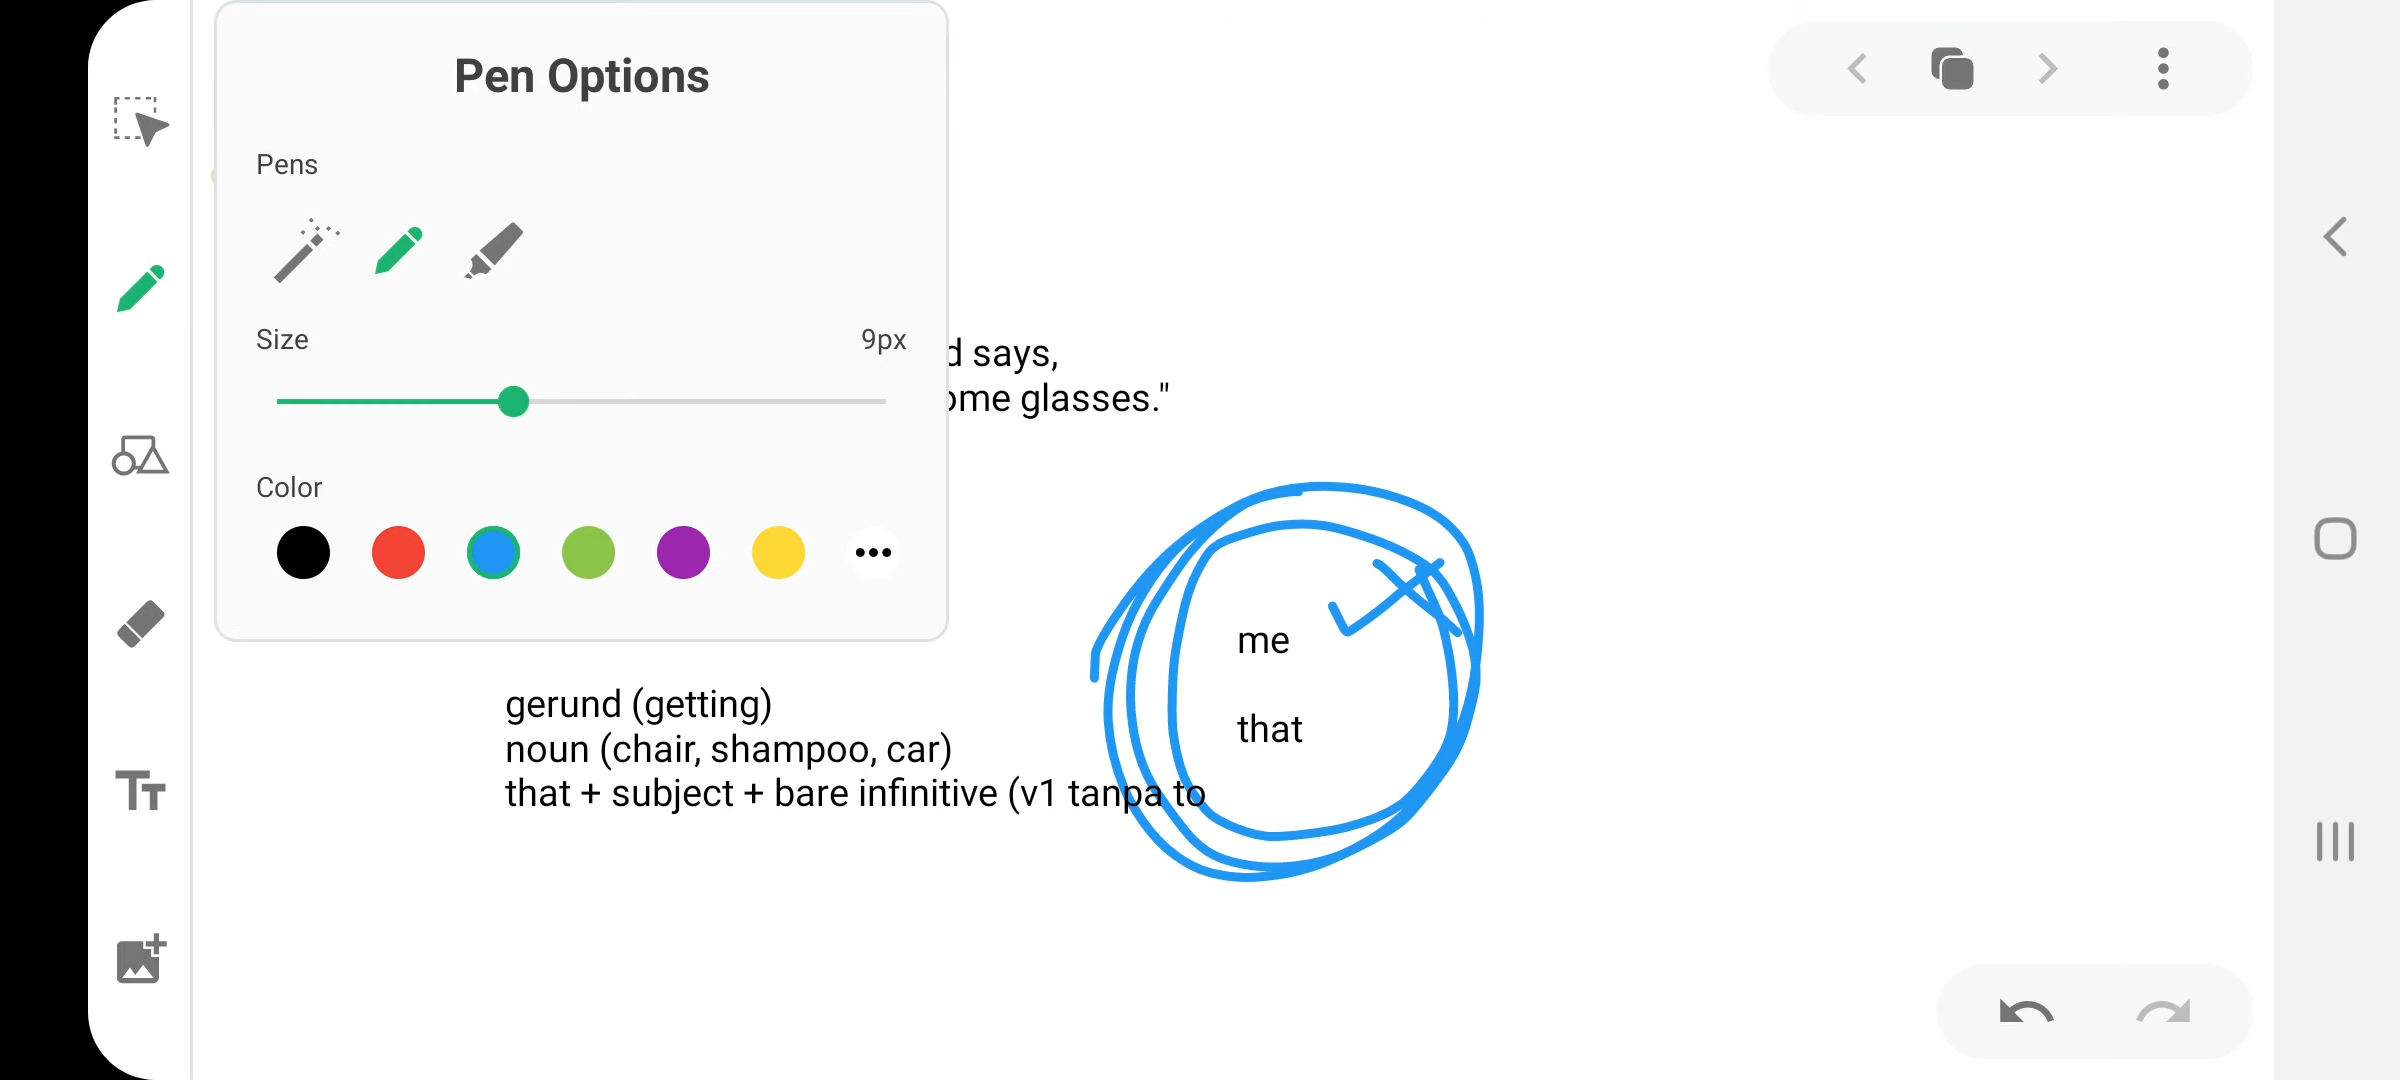 Pen Options
Pens
Size 9px
Color
d says,
ome glasses."
me
that
gerund (getting)
noun (chair, shampoo, car)
that + subject + bare infinitive (v1 tanpa to